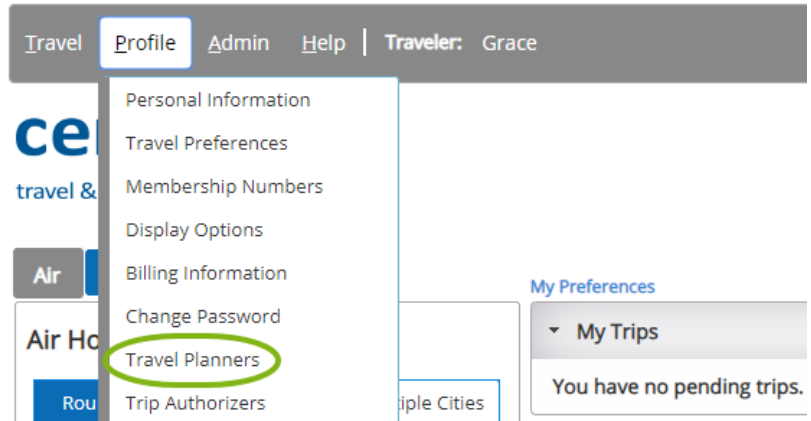 Travel Profile Admin Help | Traveler: Grace
Personal Information
Travel Preferences
Membership Numbers
Display Options
Billing Information
Change Password
Travel Planners
Trip Authorizers
travel &
Air
My Preferences
My Trips
You have no pending trips.
Cities